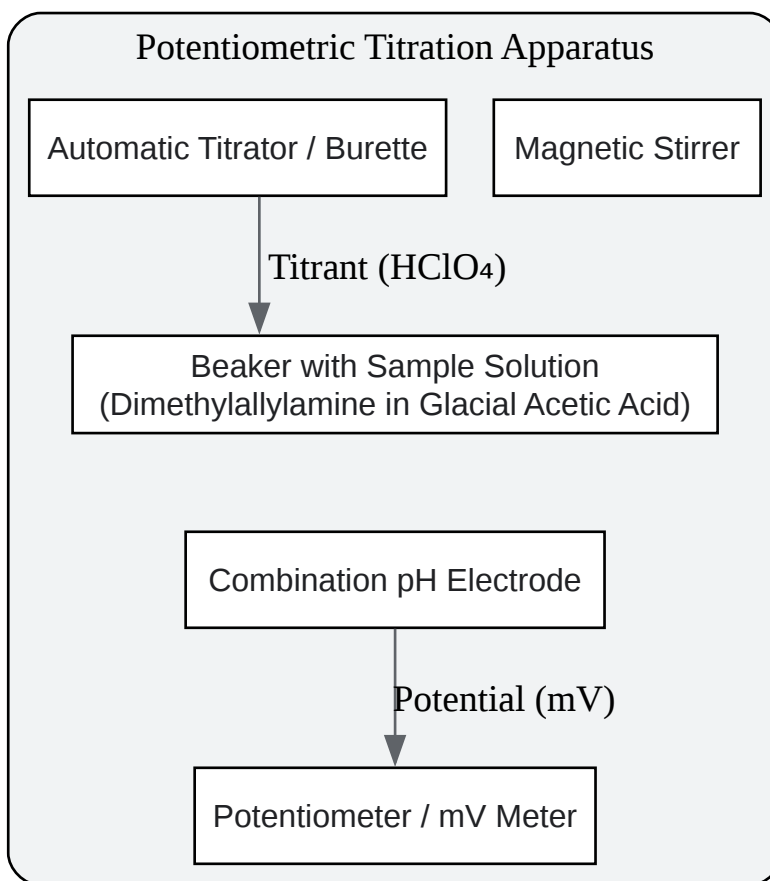 Potentiometric Titration Apparatus
Automatic Titrator / Burette
Magnetic Stirrer
Titrant (HClO₄)
Beaker with Sample Solution
(Dimethylallylamine in Glacial Acetic Acid)
Combination pH Electrode
Potential (mV)
Potentiometer / mV Meter